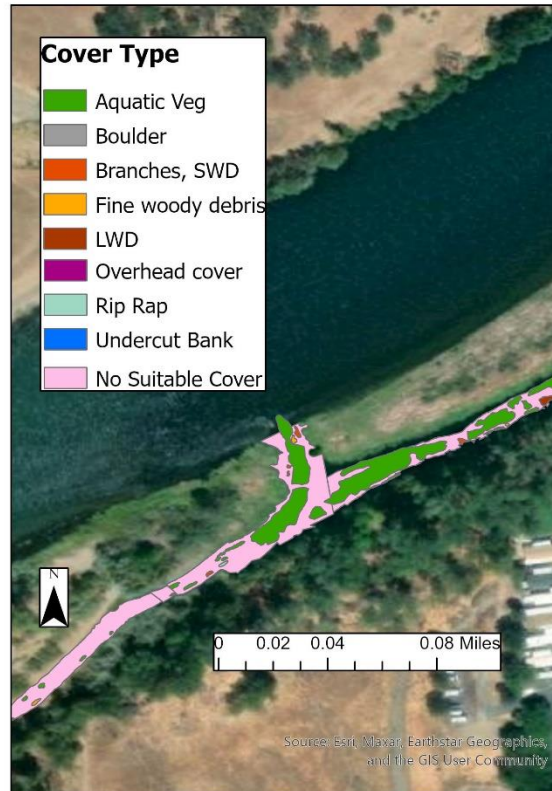 Cover Type
Aquatic Veg
Boulder
Branches, SWD
Fine woody debris
LWD
Overhead cover
Rip Rap
Undercut Bank
No Suitable Cover
N
0 0.02 0.04 0.08 Miles
Source: Esri, Maxar, Earthstar Geographics,
and the GIS User Community